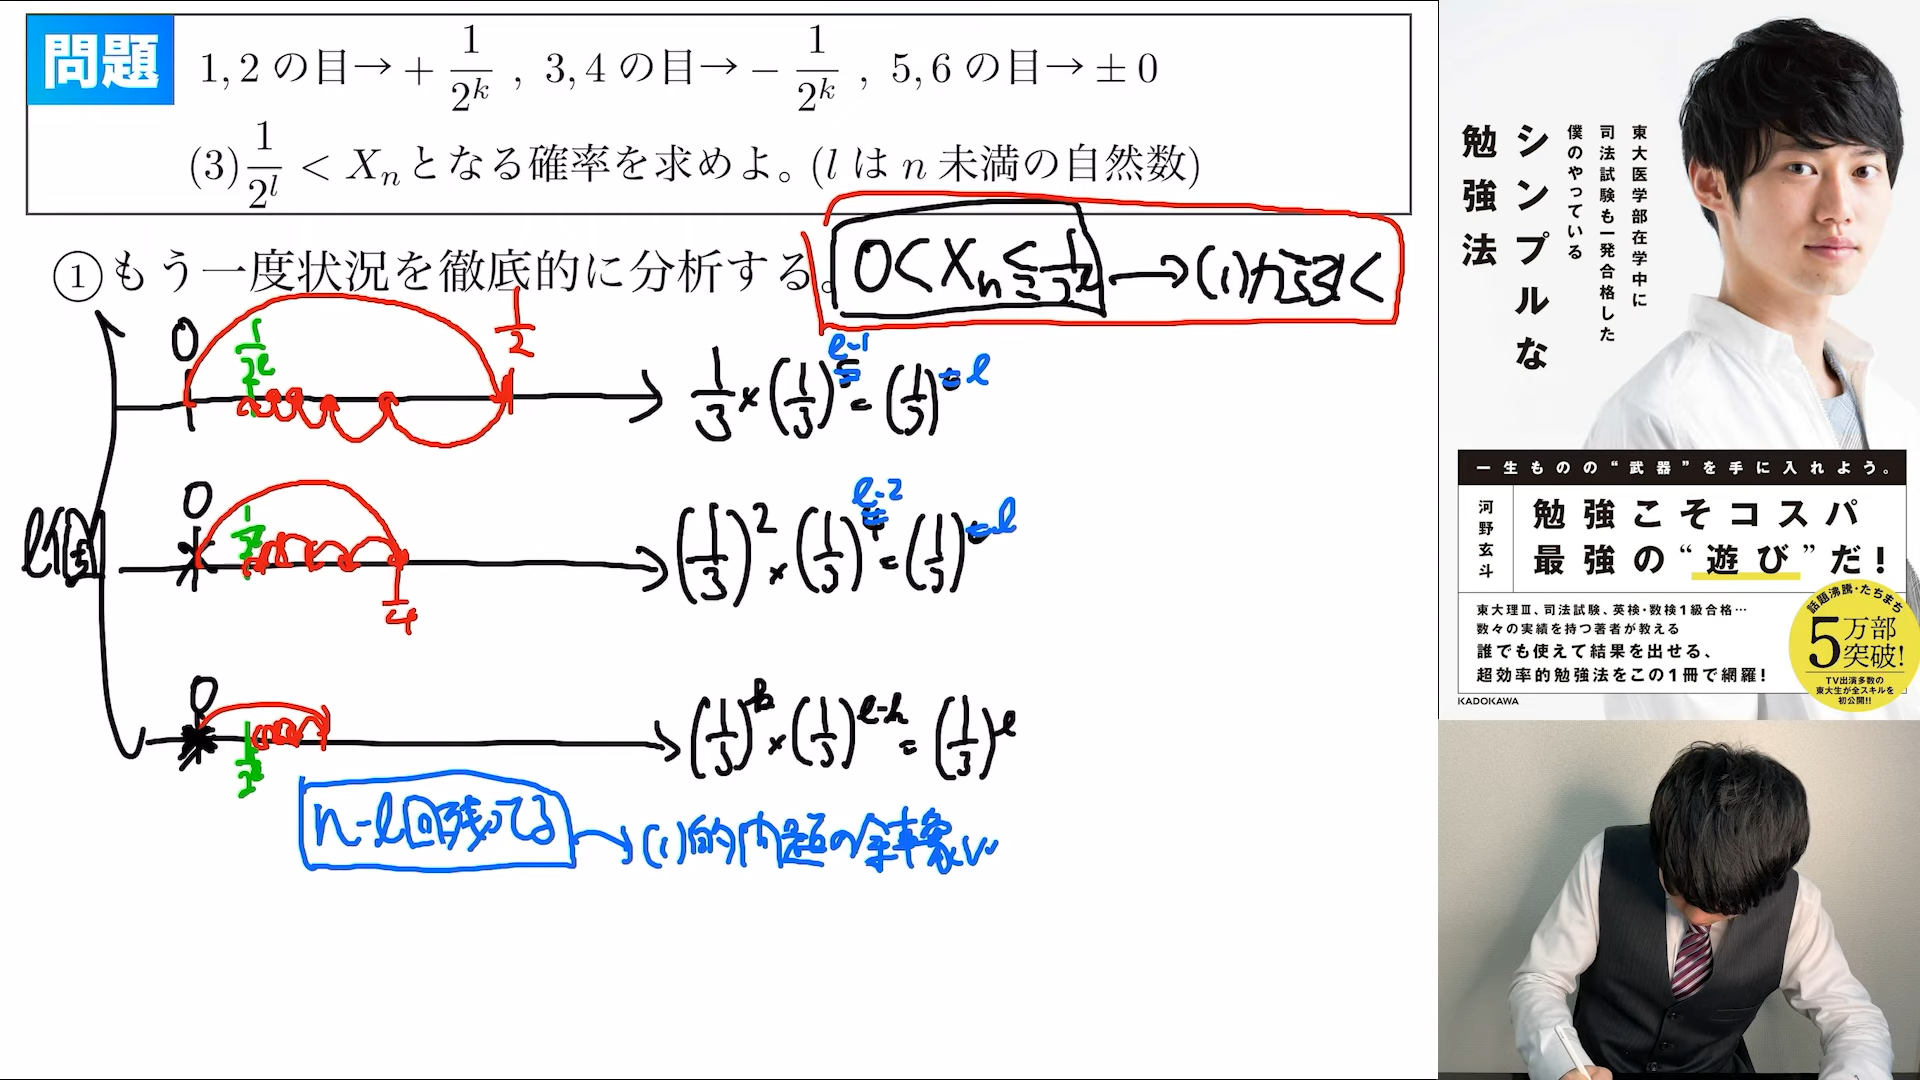 問題
1, 2 の目→ + 1/2^k , 3, 4 の目→ − 1/2^k , 5, 6 の目→ ± 0
(3) 1/2^l < X_n となる確率を求めよ。(l は n 未満の自然数)
①もう一度状況を徹底的に分析する。
0<X_n≦1/2^l → (1)から引く
0 1/2^l 1/2
1/3×(1/3)^l-1=(1/3)^l
l個
0 1/2^l 1/4
(1/3)^2×(1/3)^l-2=(1/3)^l
0 1/2^l
(1/3)^k×(1/3)^l-k=(1/3)^l
n-l回残ってる → (1)的問題の余事象
東大医学部在学中に
司法試験も一発合格した
僕のやっている
シンプルな
勉強法
一生ものの“武器”を手に入れよう。
河野玄斗
勉強こそコスパ
最強の“遊び”だ!
東大理Ⅲ、司法試験、英検・数検1級合格…
数々の実績を持つ著者が教える
誰でも使えて結果を出せる、
超効率的勉強法をこの1冊で網羅!
KADOKAWA
話題沸騰・たちまち
5万部
突破!
TV出演多数の
東大生が全スキルを
初公開!!